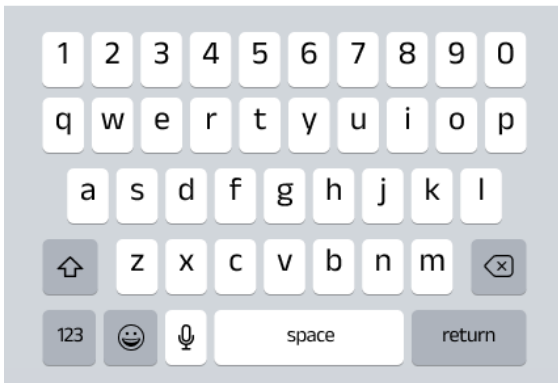 1 2 3 4 5 6 7 8 9 0
q w e r t y u i o p
a s d f g h j k l
z x c v b n m
123 space return